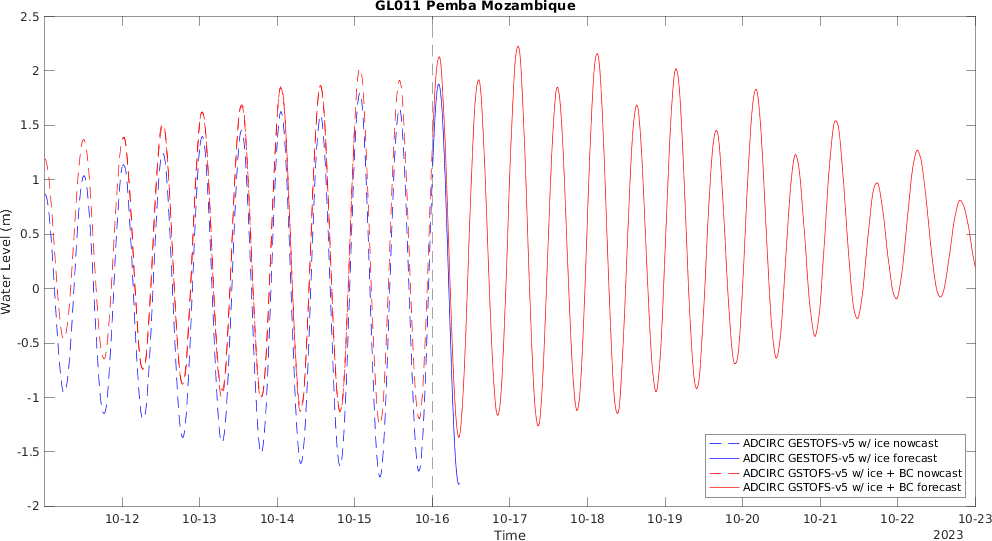 GL011 Pemba Mozambique
2.5
2
1.5
1
0.5
0
-0.5
-1
-1.5
-2
Water Level (m)
ADCIRC GESTOFS-v5 w/ ice nowcast
ADCIRC GESTOFS-v5 w/ ice forecast
ADCIRC GSTOFS-v5 w/ ice + BC nowcast
ADCIRC GSTOFS-v5 w/ ice + BC forecast
10-12 10-13 10-14 10-15 10-16 10-17 10-18 10-19 10-20 10-21 10-22 10-23
Time
2023